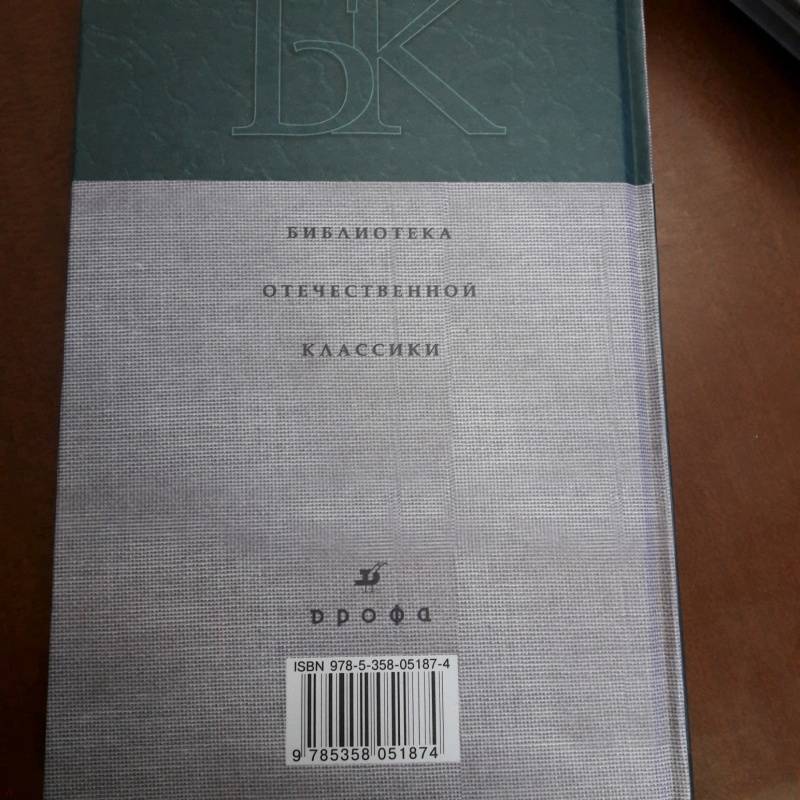 БК
БИБЛИОТЕКА
ОТЕЧЕСТВЕННОЙ
КЛАССИКИ
дрофа
ISBN 978-5-358-05187-4
9 785358 051874